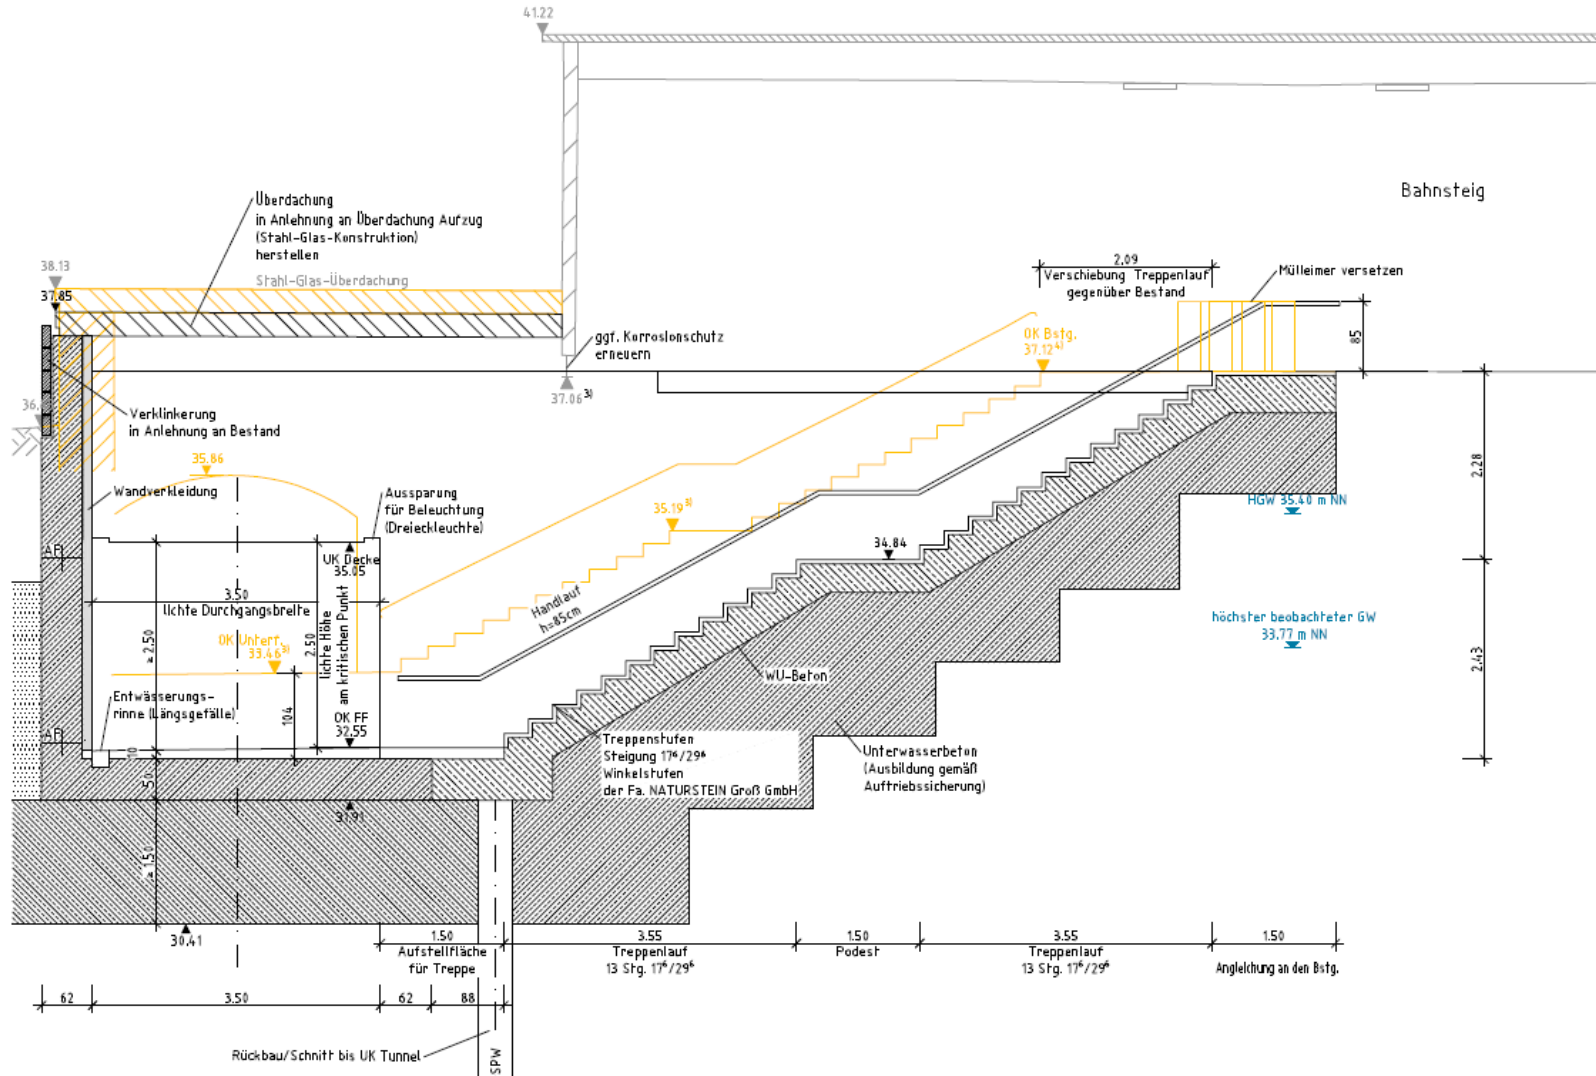 41.22
Bahnsteig
Überdachung
in Anlehnung an Überdachung Aufzug
(Stahl-Glas-Konstruktion)
herstellen
Stahl-Glas-Überdachung
38.13
37.85
2.09
Verschiebung Treppenlauf
gegenüber Bestand
Mülleimer versetzen
ggf. Korrosionschutz
erneuern
OK Bstg.
37.12⁴⁾
85
37.06³⁾
36.
Verklinkerung
in Anlehnung an Bestand
35.86
Wandverkleidung
Aussparung
für Beleuchtung
(Dreieckleuchte)
35.19
2.28
HGW 35.40 m NN
AF
UK Decke
35.05
34.84
3.50
lichte Durchgangsbreite
Handlauf
h=85cm
höchster beobachteter GW
33.77 m NN
OK Unterf.
33.46
≥ 2.50
2.50
lichte Höhe
am kritischen Punkt
2.43
WU-Beton
Entwässerungs-
rinne (Längsgefälle)
104
OK FF
32.55
AF
10
Treppenstufen
Steigung 17⁶/29⁶
Winkelstufen
der Fa. NATURSTEIN Groß GmbH
Unterwasserbeton
(Ausbildung gemäß
Auftriebssicherung)
50
31.91
≥ 1.50
30.41
1.50
Aufstellfläche
für Treppe
3.55
Treppenlauf
13 Stg. 17⁶/29⁶
1.50
Podest
3.55
Treppenlauf
13 Stg. 17⁶/29⁶
1.50
Angleichung an den Bstg.
62
3.50
62
88
Rückbau/Schnitt bis UK Tunnel
SPW